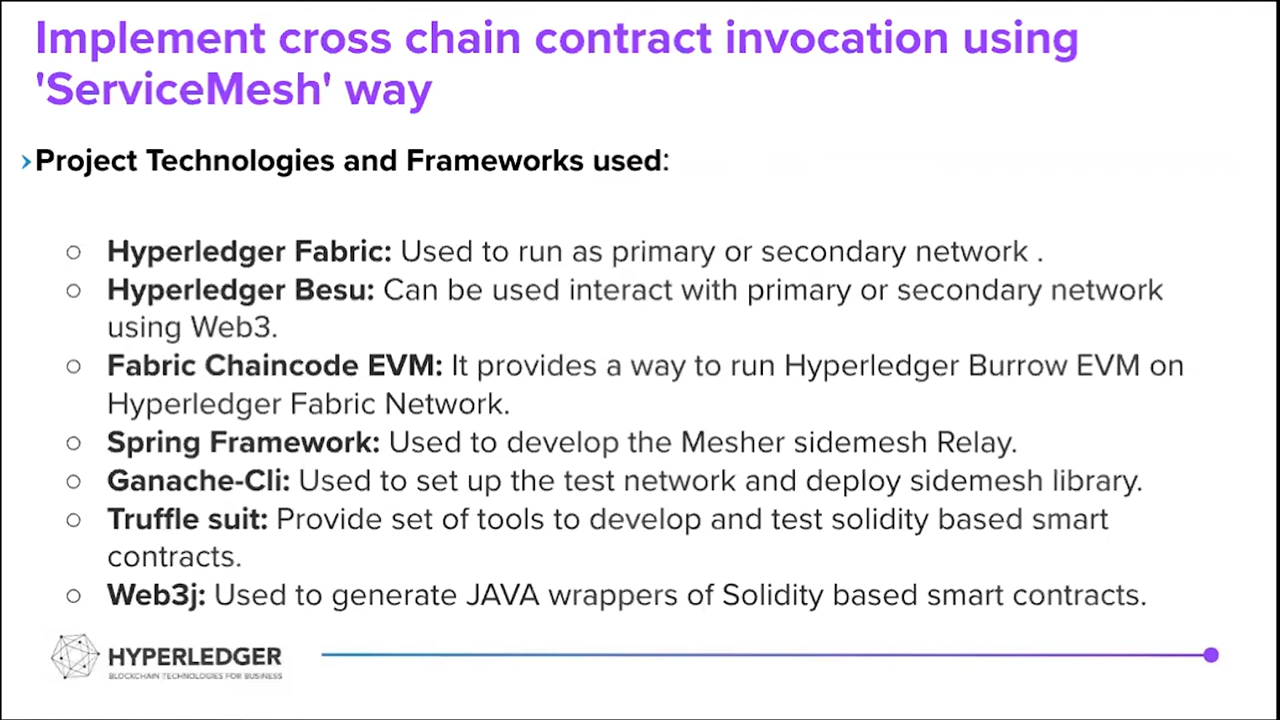 Implement cross chain contract invocation using
'ServiceMesh' way
›Project Technologies and Frameworks used:
○ Hyperledger Fabric: Used to run as primary or secondary network .
○ Hyperledger Besu: Can be used interact with primary or secondary network
using Web3.
○ Fabric Chaincode EVM: It provides a way to run Hyperledger Burrow EVM on
Hyperledger Fabric Network.
○ Spring Framework: Used to develop the Mesher sidemesh Relay.
○ Ganache-Cli: Used to set up the test network and deploy sidemesh library.
○ Truffle suit: Provide set of tools to develop and test solidity based smart
contracts.
○ Web3j: Used to generate JAVA wrappers of Solidity based smart contracts.
HYPERLEDGER
BLOCKCHAIN TECHNOLOGIES FOR BUSINESS